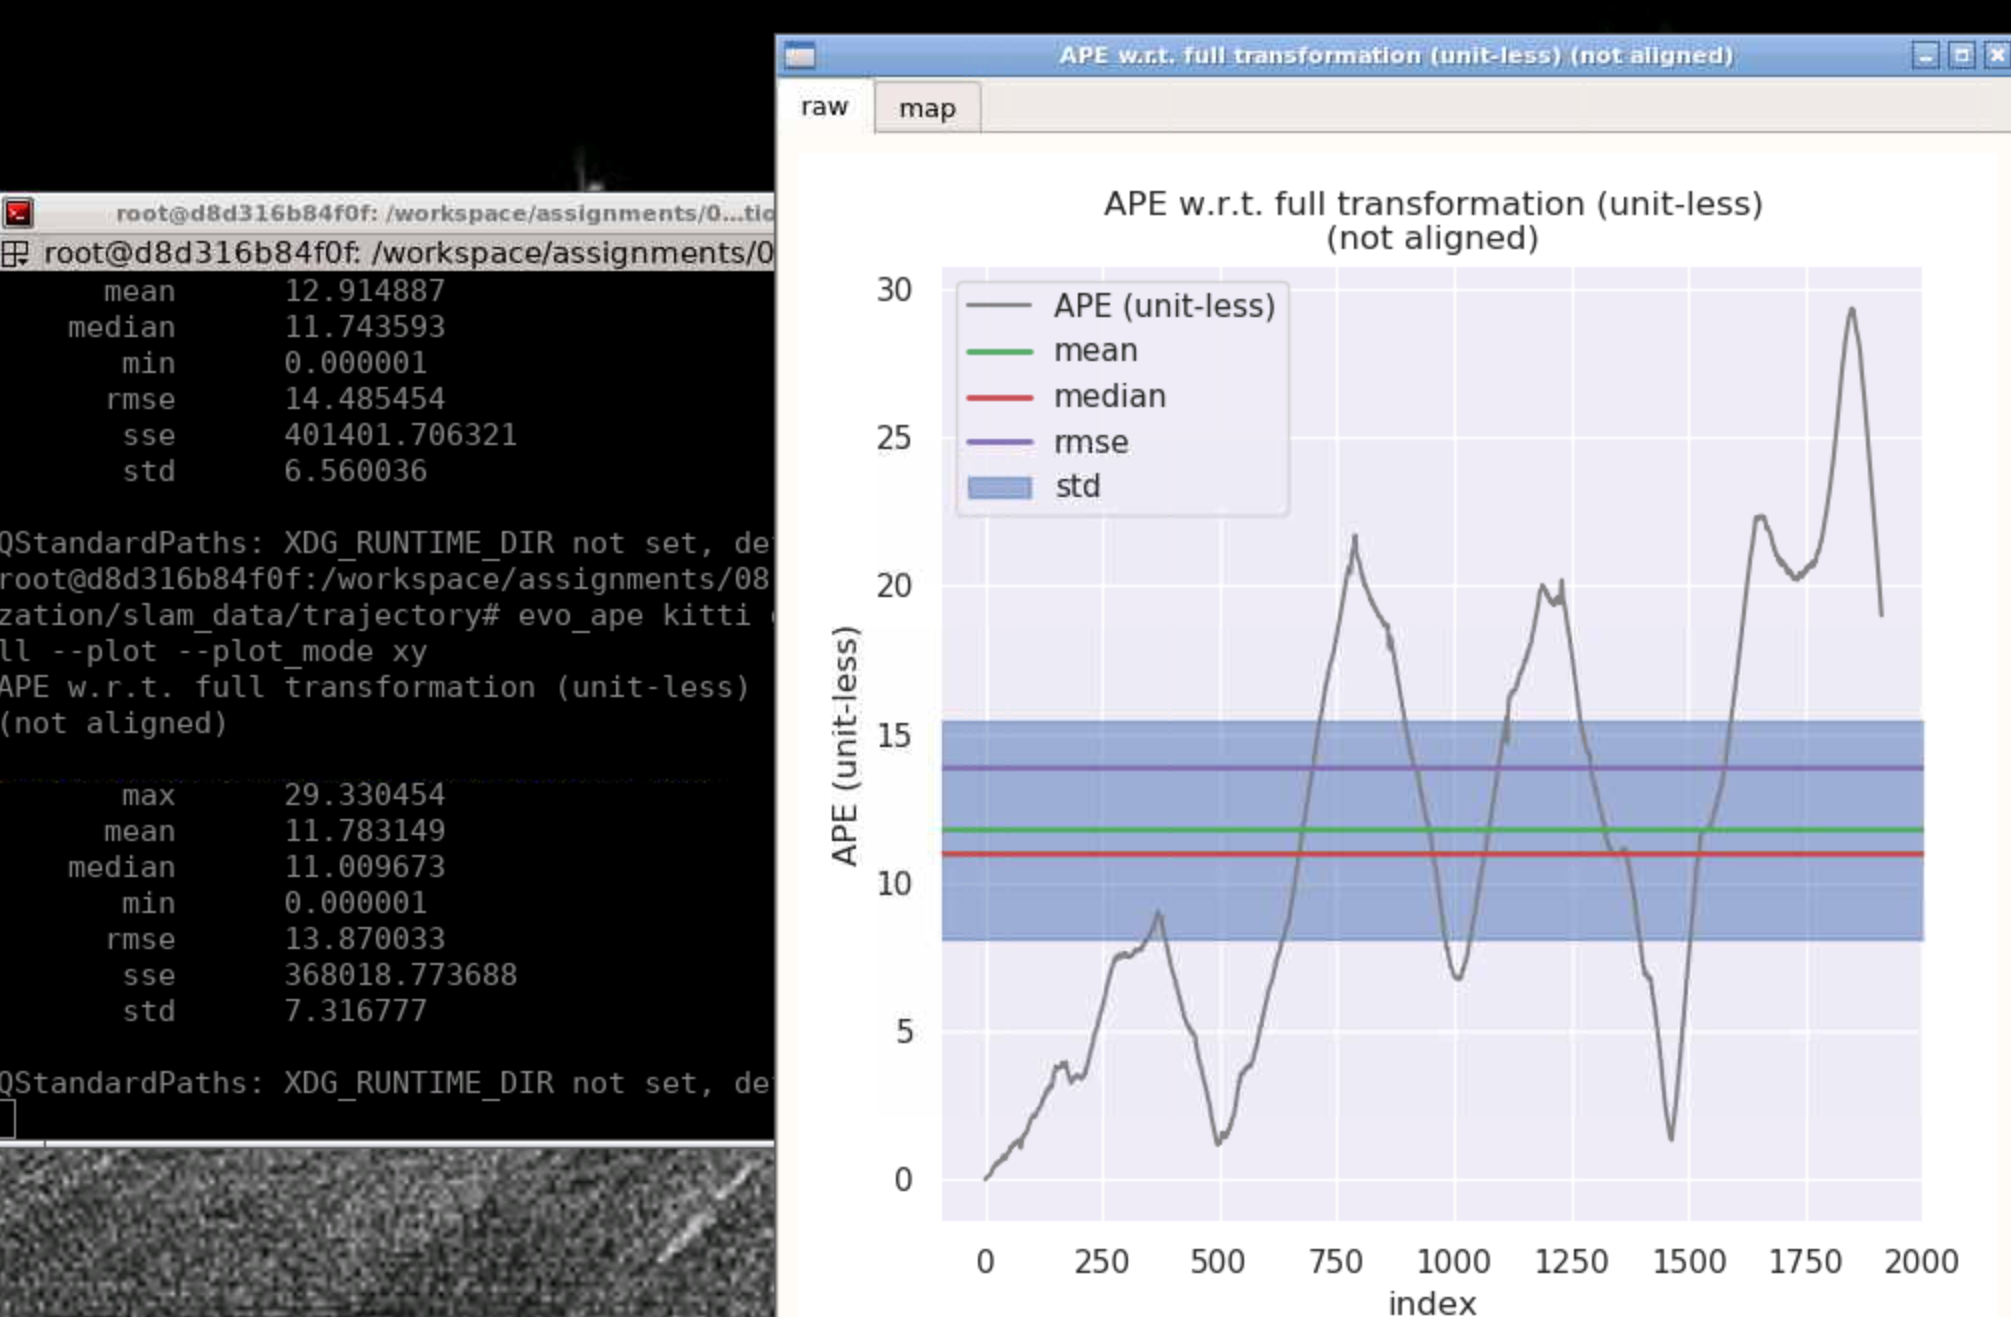 root@d8d316b84f0f: /workspace/assignments/0...tio
root@d8d316b84f0f: /workspace/assignments/0
mean 12.914887
median 11.743593
min 0.000001
rmse 14.485454
sse 401401.706321
std 6.560036
QStandardPaths: XDG_RUNTIME_DIR not set, de
root@d8d316b84f0f:/workspace/assignments/08
zation/slam_data/trajectory# evo_ape kitti
ll --plot --plot_mode xy
APE w.r.t. full transformation (unit-less)
(not aligned)
max 29.330454
mean 11.783149
median 11.009673
min 0.000001
rmse 13.870033
sse 368018.773688
std 7.316777
QStandardPaths: XDG_RUNTIME_DIR not set, de
APE w.r.t. full transformation (unit-less) (not aligned)
raw map
APE w.r.t. full transformation (unit-less)
(not aligned)
APE (unit-less)
mean
median
rmse
std
30
25
20
15
10
5
0
APE (unit-less)
0 250 500 750 1000 1250 1500 1750 2000
index